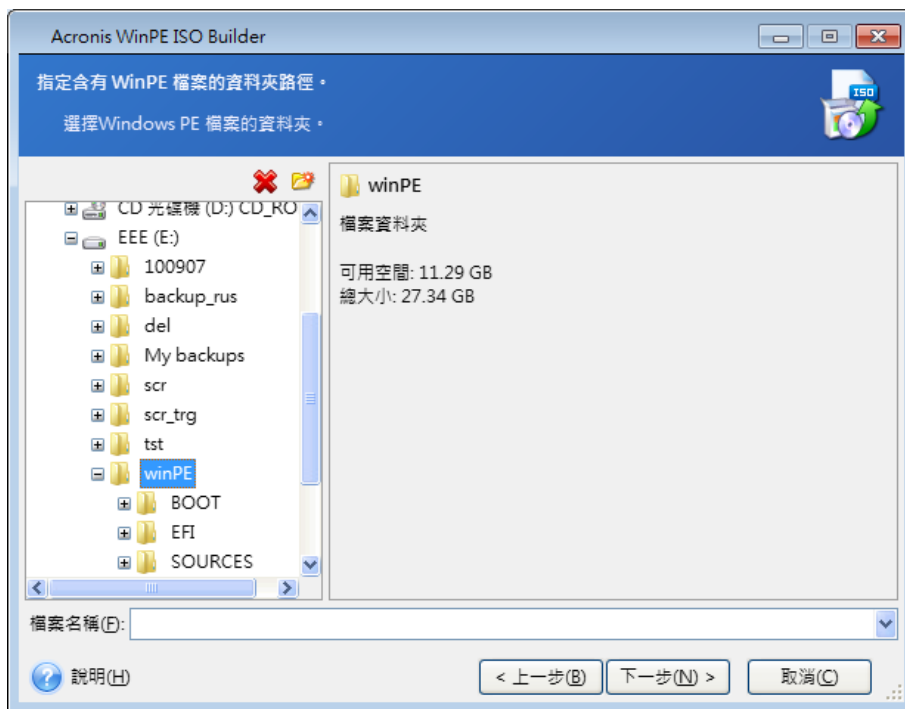 Acronis WinPE ISO Builder
指定含有 WinPE 檔案的資料夾路徑。
選擇Windows PE 檔案的資料夾。
ISO
CD 光碟機 (D:) CD_RO
EEE (E:)
100907
backup_rus
del
My backups
scr
scr_trg
tst
winPE
BOOT
EFI
SOURCES
winPE
檔案資料夾
可用空間: 11.29 GB
總大小: 27.34 GB
檔案名稱(F):
說明(H)
< 上一步(B)
下一步(N) >
取消(C)